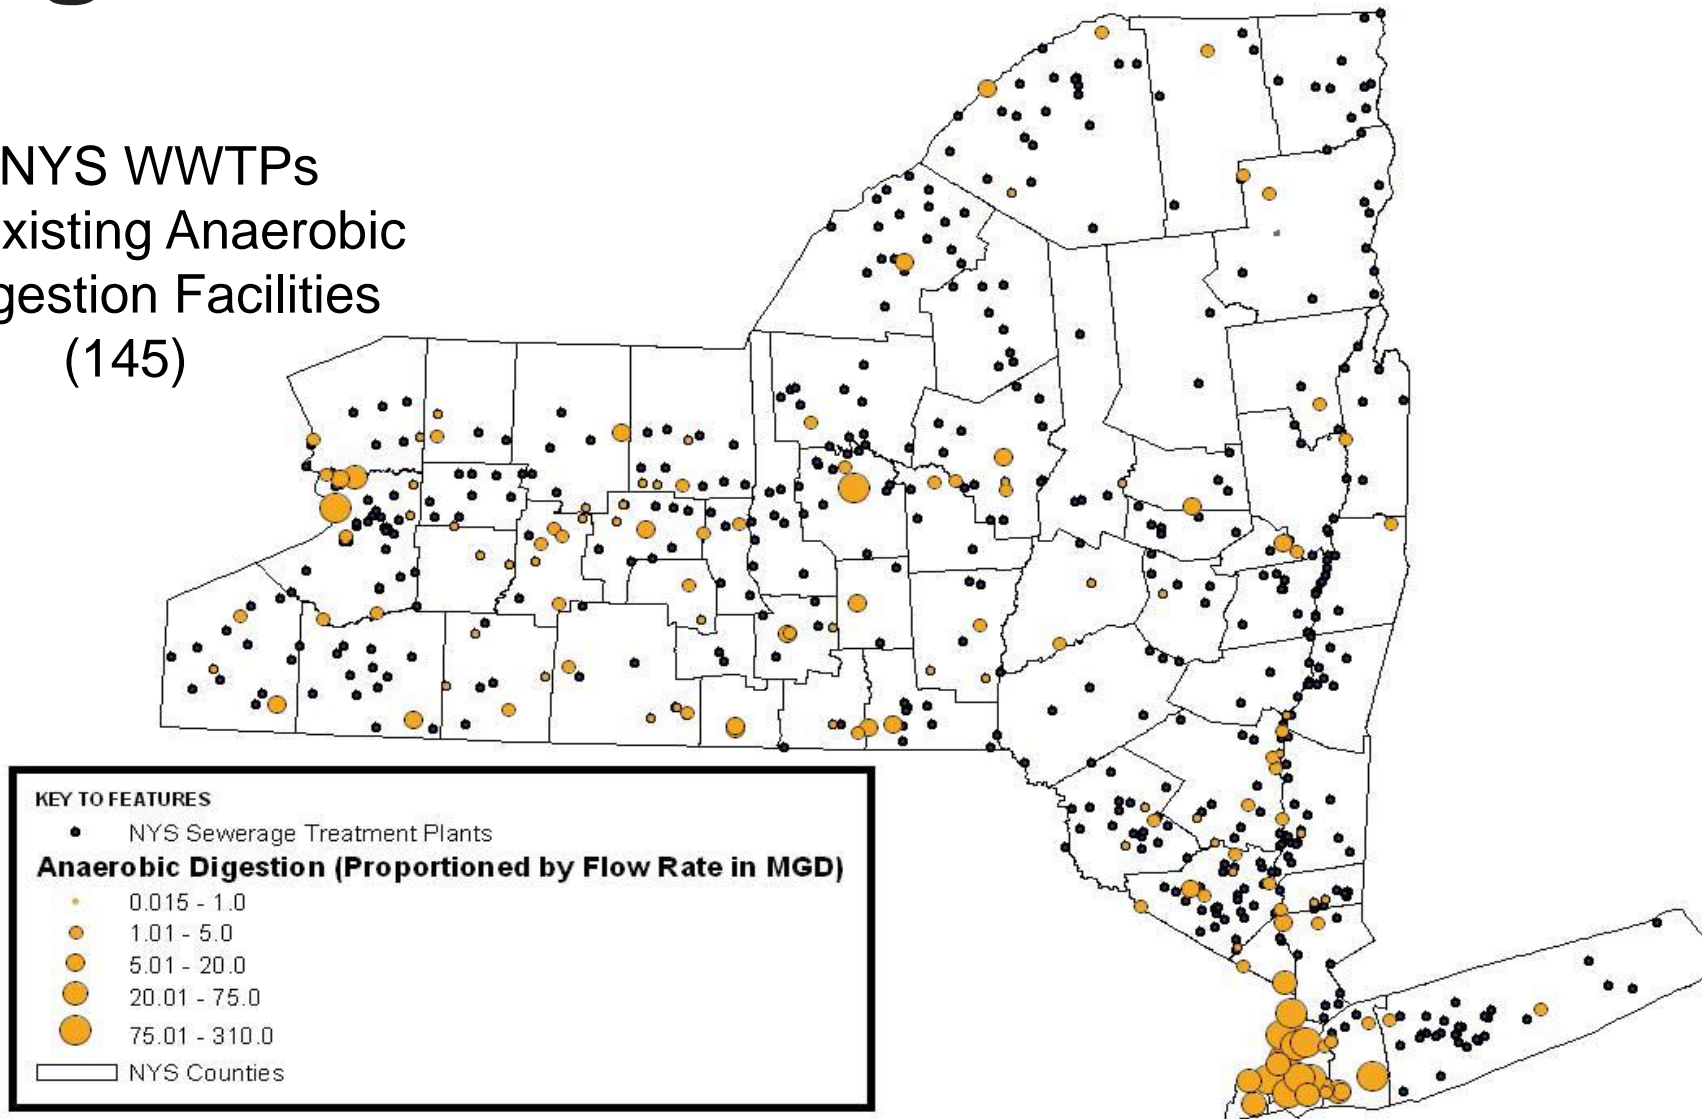 NYS WWTPs
xisting Anaerobic
gestion Facilities
(145)
KEY TO FEATURES
NYS Sewerage Treatment Plants
Anaerobic Digestion (Proportioned by Flow Rate in MGD)
0.015 - 1.0
1.01 - 5.0
5.01 - 20.0
20.01 - 75.0
75.01 - 310.0
NYS Counties